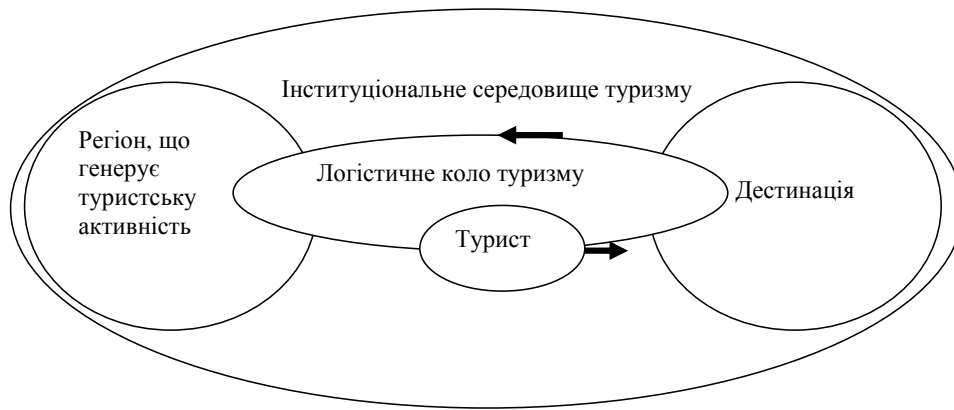 Інституціональне середовище туризму
Регіон, що
генерує
туристську
активність
Логістичне коло туризму
Дестинація
Турист